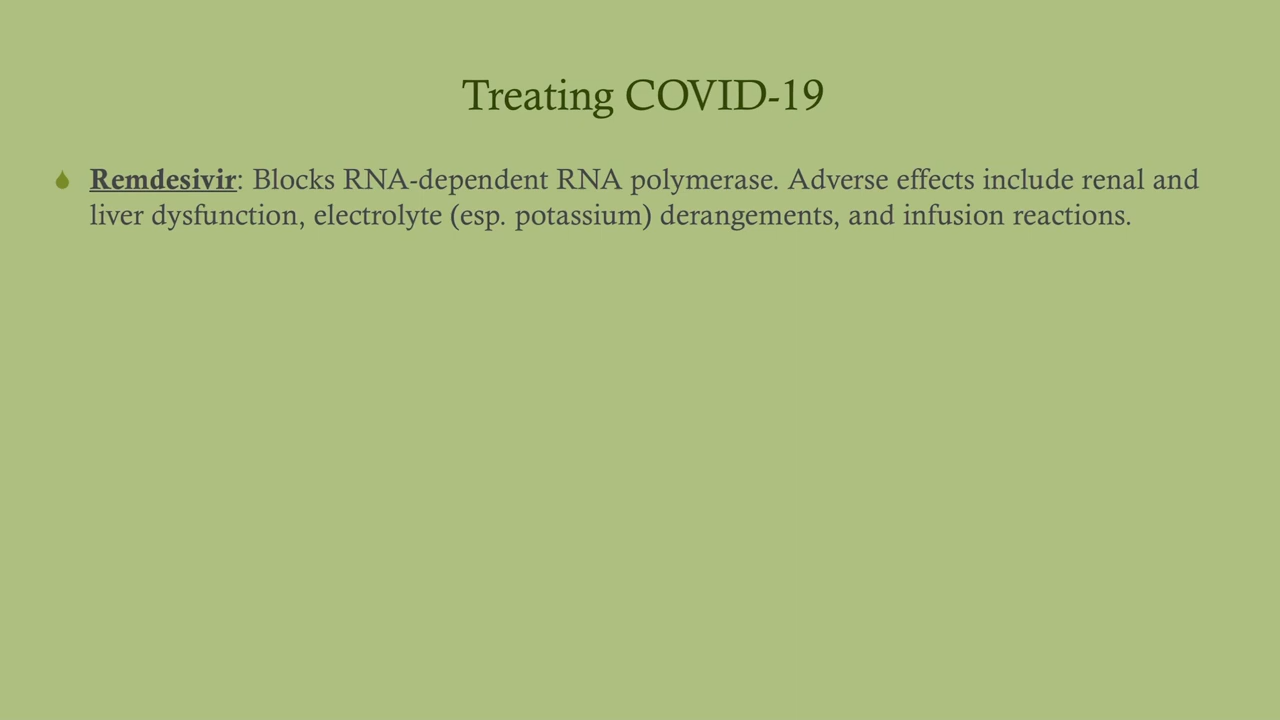 Treating COVID-19
Remdesivir: Blocks RNA-dependent RNA polymerase. Adverse effects include renal and
liver dysfunction, electrolyte (esp. potassium) derangements, and infusion reactions.